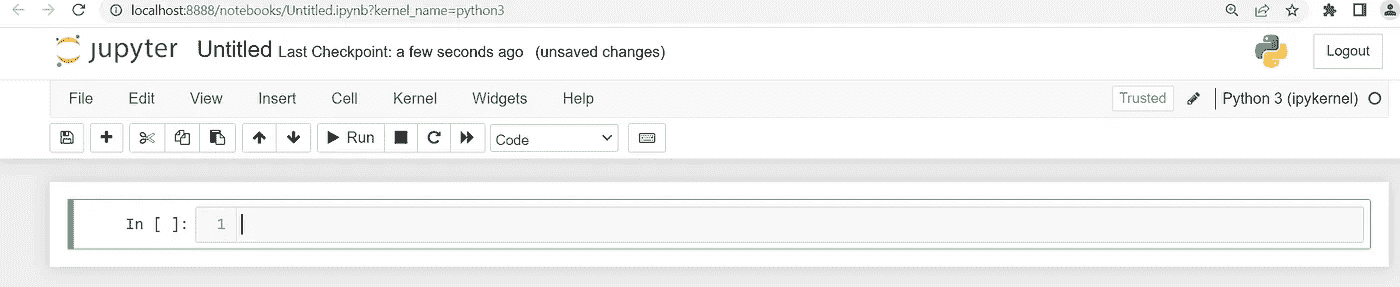 localhost:8888/notebooks/Untitled.ipynb?kernel_name=python3
jupyter Untitled Last Checkpoint: a few seconds ago (unsaved changes) Logout
File Edit View Insert Cell Kernel Widgets Help Trusted Python 3 (ipykernel)
Run Code
In [ ]: 1